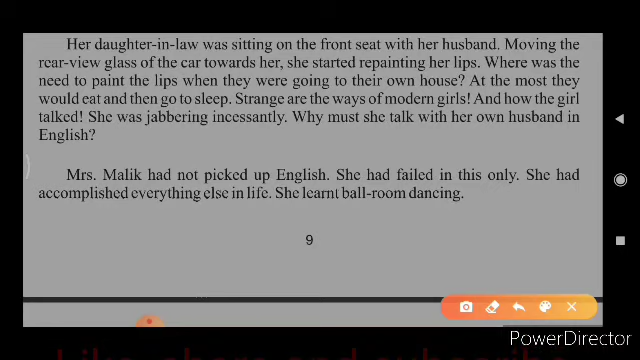 Her daughter-in-law was sitting on the front seat with her husband. Moving the
rear-view glass of the car towards her, she started repainting her lips. Where was the
need to paint the lips when they were going to their own house? At the most they
would eat and then go to sleep. Strange are the ways of modern girls! And how the girl
talked! She was jabbering incessantly. Why must she talk with her own husband in
English?
Mrs. Malik had not picked up English. She had failed in this only. She had
accomplished everything else in life. She learnt ball-room dancing.
9
PowerDirector